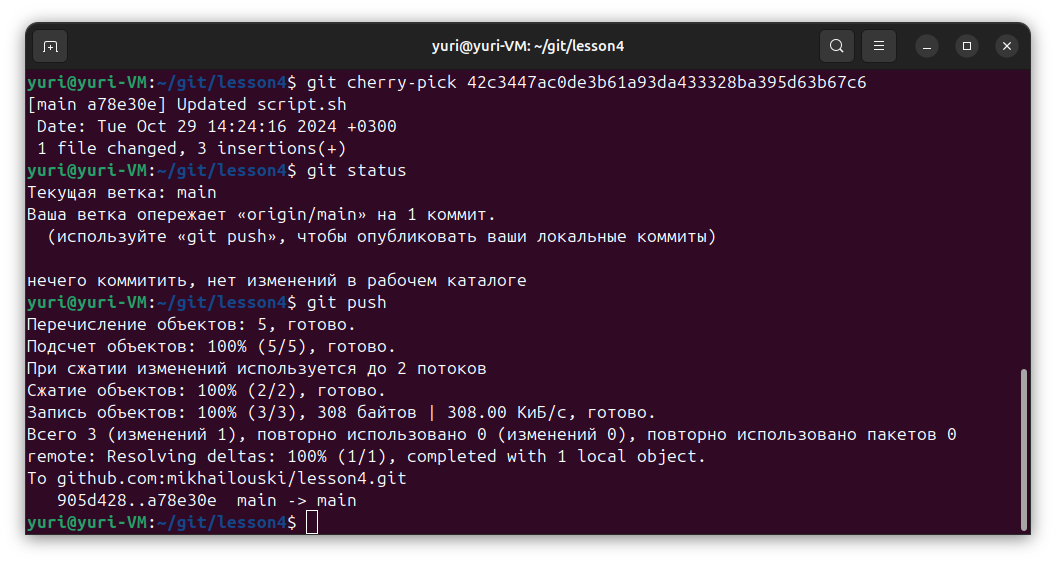 yuri@yuri-VM: ~/git/lesson4
yuri@yuri-VM:~/git/lesson4$ git cherry-pick 42c3447ac0de3b61a93da433328ba395d63b67c6
[main a78e30e] Updated script.sh
 Date: Tue Oct 29 14:24:16 2024 +0300
 1 file changed, 3 insertions(+)
yuri@yuri-VM:~/git/lesson4$ git status
Текущая ветка: main
Ваша ветка опережает «origin/main» на 1 коммит.
  (используйте «git push», чтобы опубликовать ваши локальные коммиты)

нечего коммитить, нет изменений в рабочем каталоге
yuri@yuri-VM:~/git/lesson4$ git push
Перечисление объектов: 5, готово.
Подсчет объектов: 100% (5/5), готово.
При сжатии изменений используется до 2 потоков
Сжатие объектов: 100% (2/2), готово.
Запись объектов: 100% (3/3), 308 байтов | 308.00 КиБ/с, готово.
Всего 3 (изменений 1), повторно использовано 0 (изменений 0), повторно использовано пакетов 0
remote: Resolving deltas: 100% (1/1), completed with 1 local object.
To github.com:mikhailouski/lesson4.git
   905d428..a78e30e  main -> main
yuri@yuri-VM:~/git/lesson4$